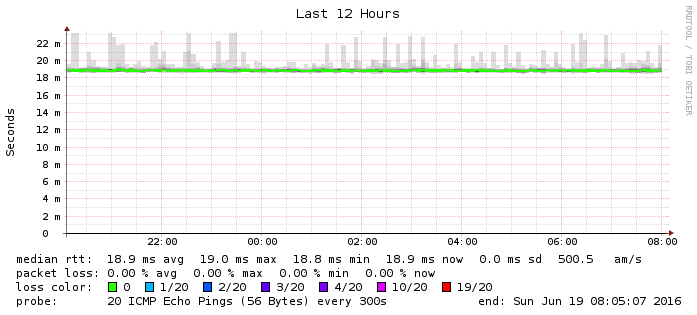 Last 12 Hours
RRDTOOL / TOBI OETIKER
Seconds
22 m
20 m
18 m
16 m
14 m
12 m
10 m
8 m
6 m
4 m
2 m
0
22:00 00:00 02:00 04:00 06:00 08:00
median rtt: 18.9 ms avg 19.0 ms max 18.8 ms min 18.9 ms now 0.0 ms sd 500.5 am/s
packet loss: 0.00 % avg 0.00 % max 0.00 % min 0.00 % now
loss color: 0 1/20 2/20 3/20 4/20 10/20 19/20
probe: 20 ICMP Echo Pings (56 Bytes) every 300s end: Sun Jun 19 08:05:07 2016